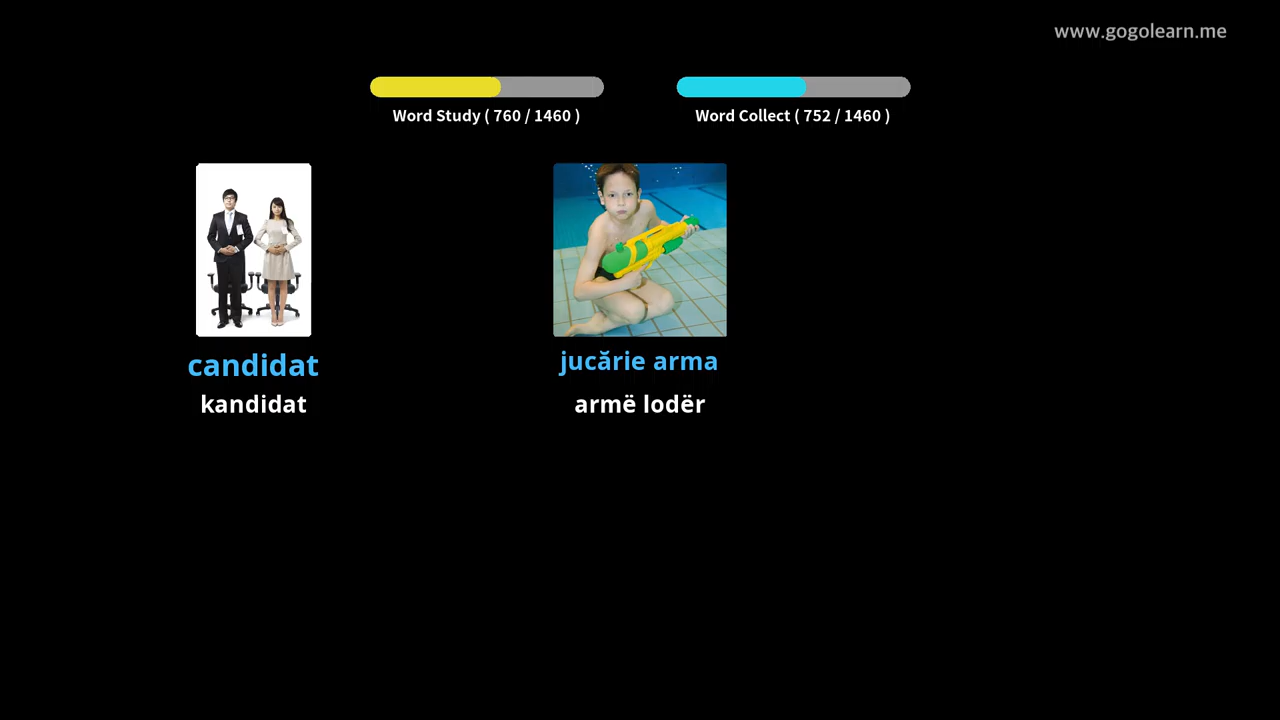 www.gogolearn.me
Word Study ( 760 / 1460 )
Word Collect ( 752 / 1460 )
candidat
kandidat
jucărie arma
armë lodër